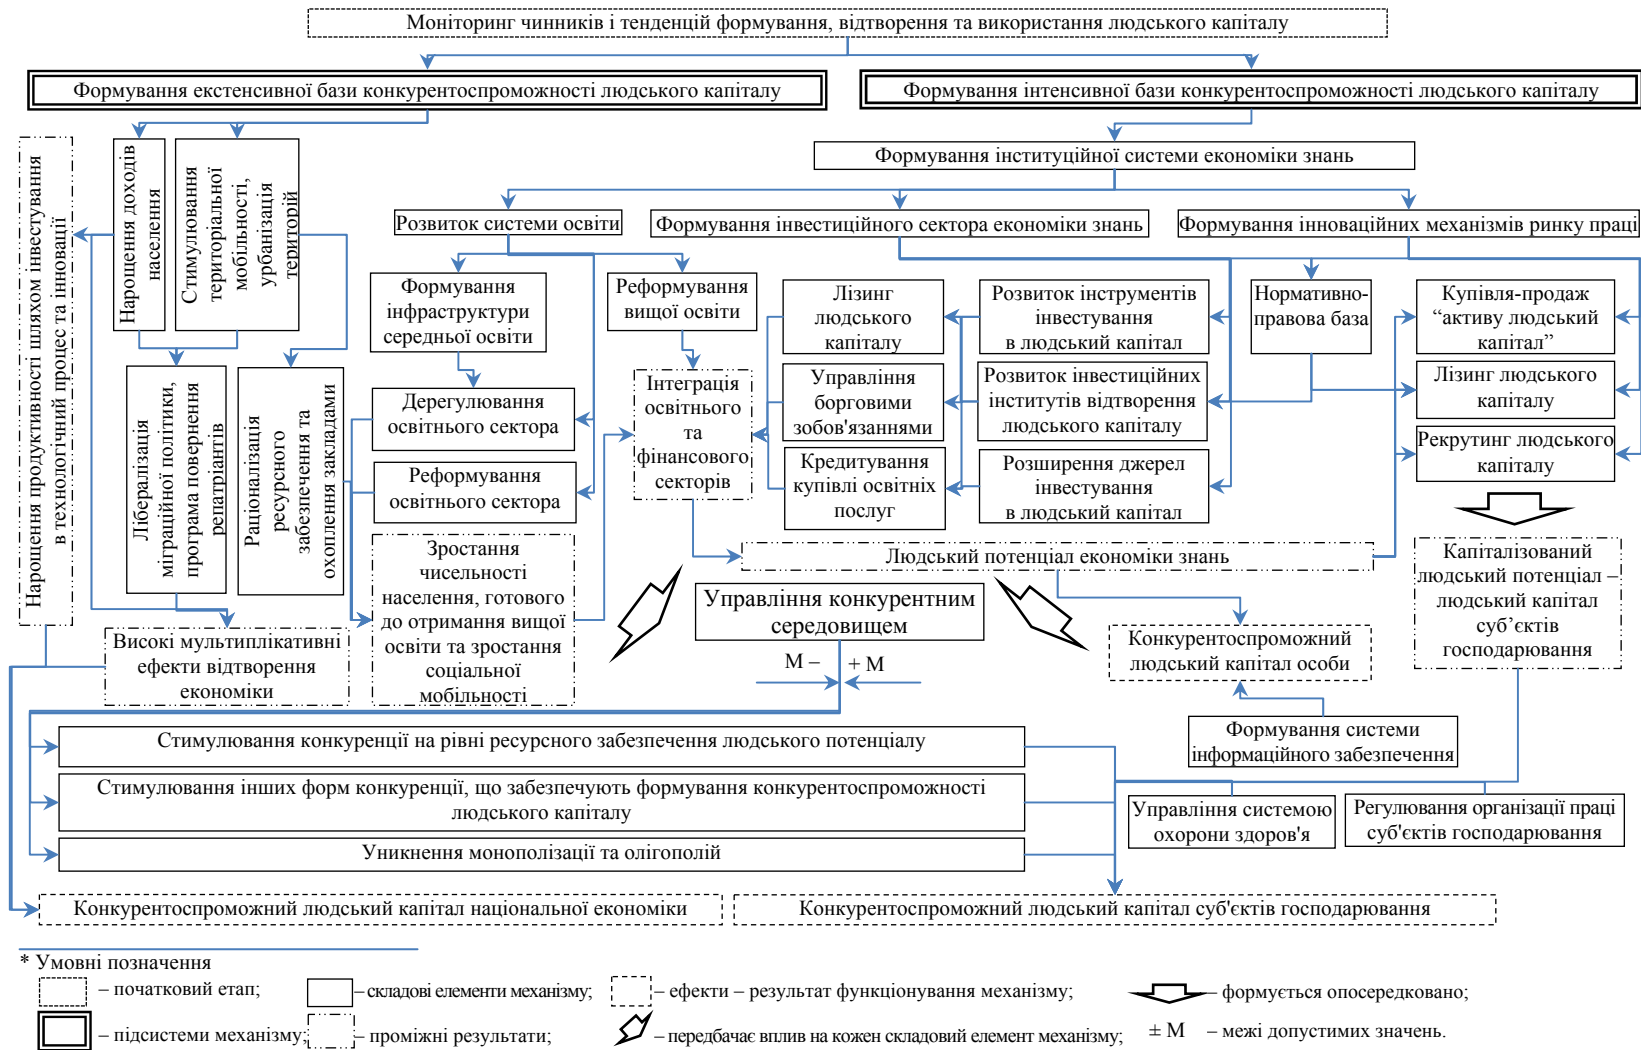 Моніторинг чинників і тенденцій формування, відтворення та використання людського капіталу
Формування екстенсивної бази конкурентоспроможності людського капіталу
Формування інтенсивної бази конкурентоспроможності людського капіталу
Нарощення продуктивності шляхом інвестування
в технологічний процес та інновації
Нарощення доходів
населення
Стимулювання
територіальної
мобільності,
урбанізація
територій
Формування інституційної системи економіки знань
Розвиток системи освіти
Формування інвестиційного сектора економіки знань
Формування інноваційних механізмів ринку праці
Формування
інфраструктури
середньої освіти
Реформування
вищої освіти
Лізинг
людського
капіталу
Розвиток інструментів
інвестування
в людський капітал
Нормативно-
правова база
Купівля-продаж
“активу людський
капітал”
Лібералізація
міграційної політики,
програма повернення
репатріантів
Раціоналізація
ресурсного
забезпечення та
охоплення закладами
Дерегулювання
освітнього сектора
Інтеграція
освітнього
та
фінансового
секторів
Управління
борговими
зобов'язаннями
Розвиток інвестиційних
інститутів відтворення
людського капіталу
Лізинг людського
капіталу
Реформування
освітнього сектора
Кредитування
купівлі освітніх
послуг
Розширення джерел
інвестування
в людський капітал
Рекрутинг людського
капіталу
Зростання
чисельності
населення, готового
до отримання вищої
освіти та зростання
соціальної
мобільності
Людський потенціал економіки знань
Капіталізований
людський потенціал –
людський капітал
суб’єктів
господарювання
Управління конкурентним
середовищем
Високі мультиплікативні
ефекти відтворення
економіки
М –
+ М
Конкурентоспроможний
людський капітал особи
Стимулювання конкуренції на рівні ресурсного забезпечення людського потенціалу
Формування системи
інформаційного забезпечення
Стимулювання інших форм конкуренції, що забезпечують формування конкурентоспроможності
людського капіталу
Управління системою
охорони здоров'я
Регулювання організації праці
суб'єктів господарювання
Уникнення монополізації та олігополій
Конкурентоспроможний людський капітал національної економіки
Конкурентоспроможний людський капітал суб'єктів господарювання
* Умовні позначення
– початковий етап;
– складові елементи механізму;
– ефекти – результат функціонування механізму;
– формується опосередковано;
– підсистеми механізму;
– проміжні результати;
– передбачає вплив на кожен складовий елемент механізму;
± М – межі допустимих значень.